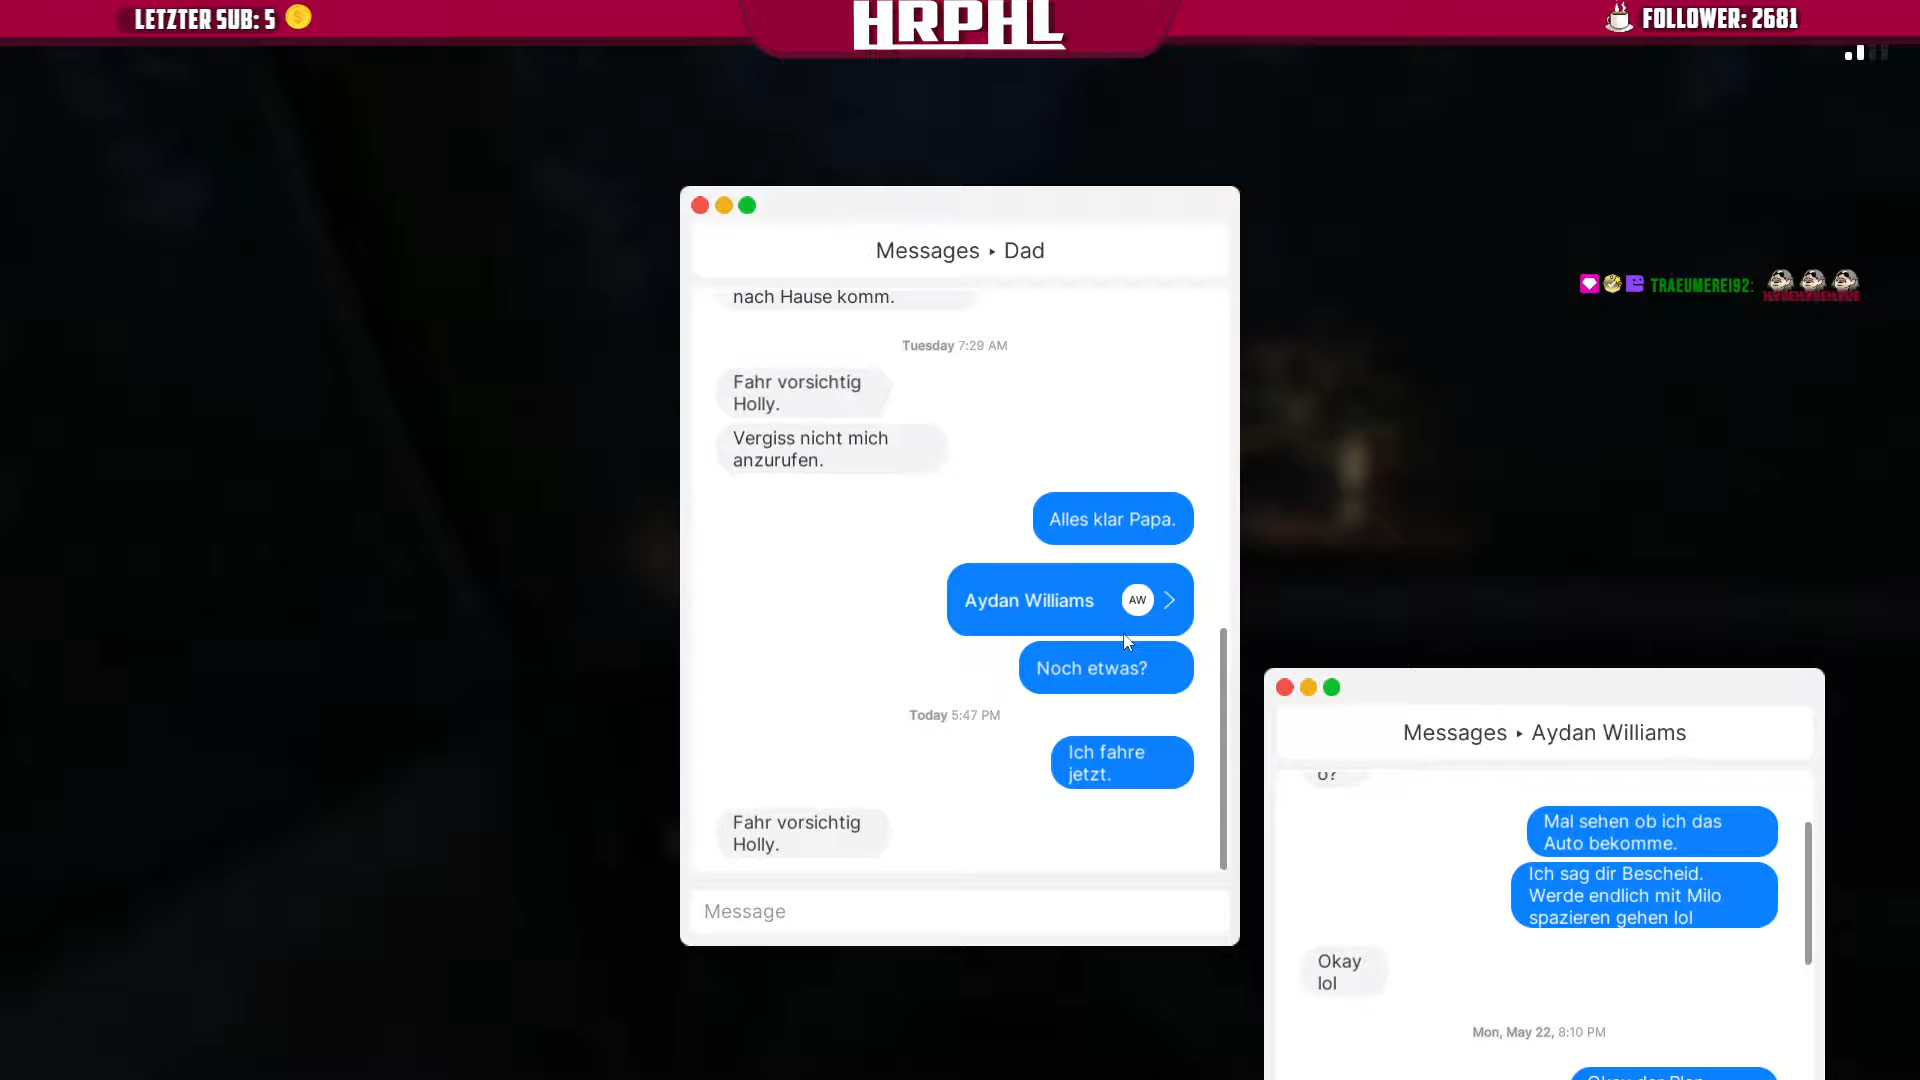 LETZTER SUB: 5
HRPHL
FOLLOWER: 2681
TRAEUMEREI92:
Messages ‣ Dad
nach Hause komm.
Tuesday 7:29 AM
Fahr vorsichtig
Holly.
Vergiss nicht mich
anzurufen.
Alles klar Papa.
Aydan Williams
AW
Noch etwas?
Today 5:47 PM
Ich fahre
jetzt.
Fahr vorsichtig
Holly.
Message
Messages ‣ Aydan Williams
o?
Mal sehen ob ich das
Auto bekomme.
Ich sag dir Bescheid.
Werde endlich mit Milo
spazieren gehen lol
Okay
lol
Mon, May 22, 8:10 PM
Okay der Plan